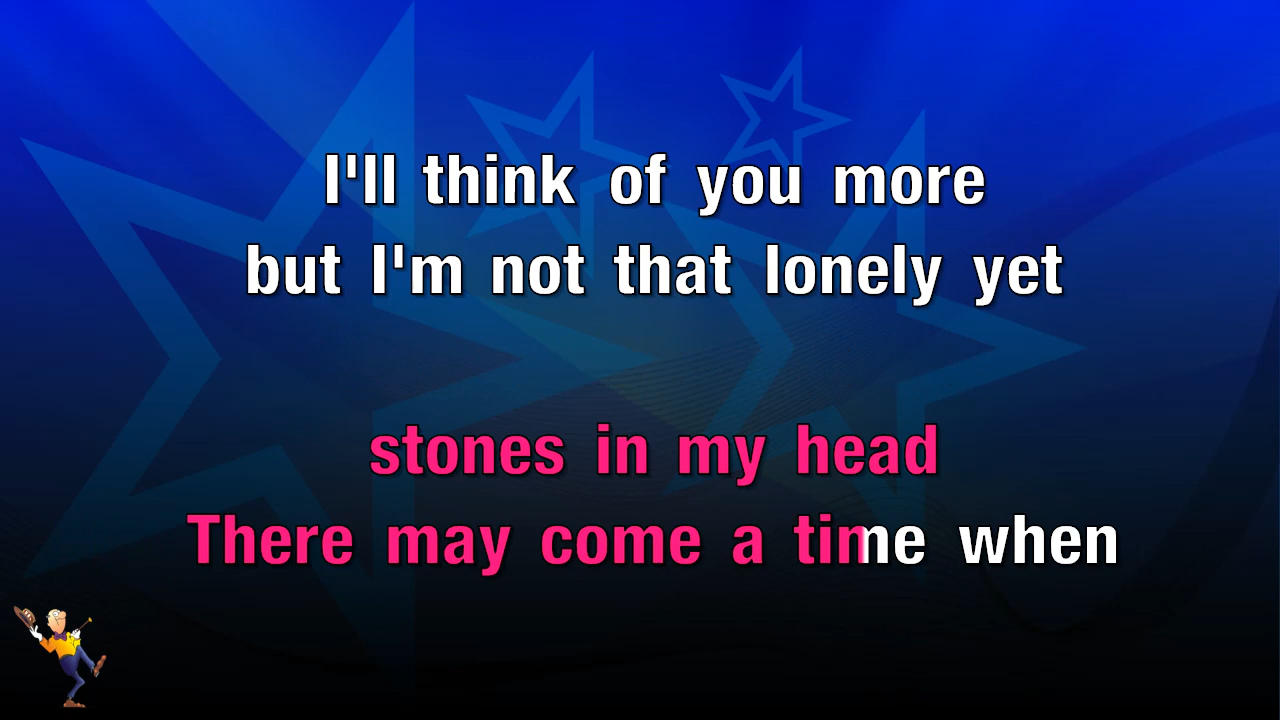 I'll think of you more
but I'm not that lonely yet
stones in my head
There may come a time when